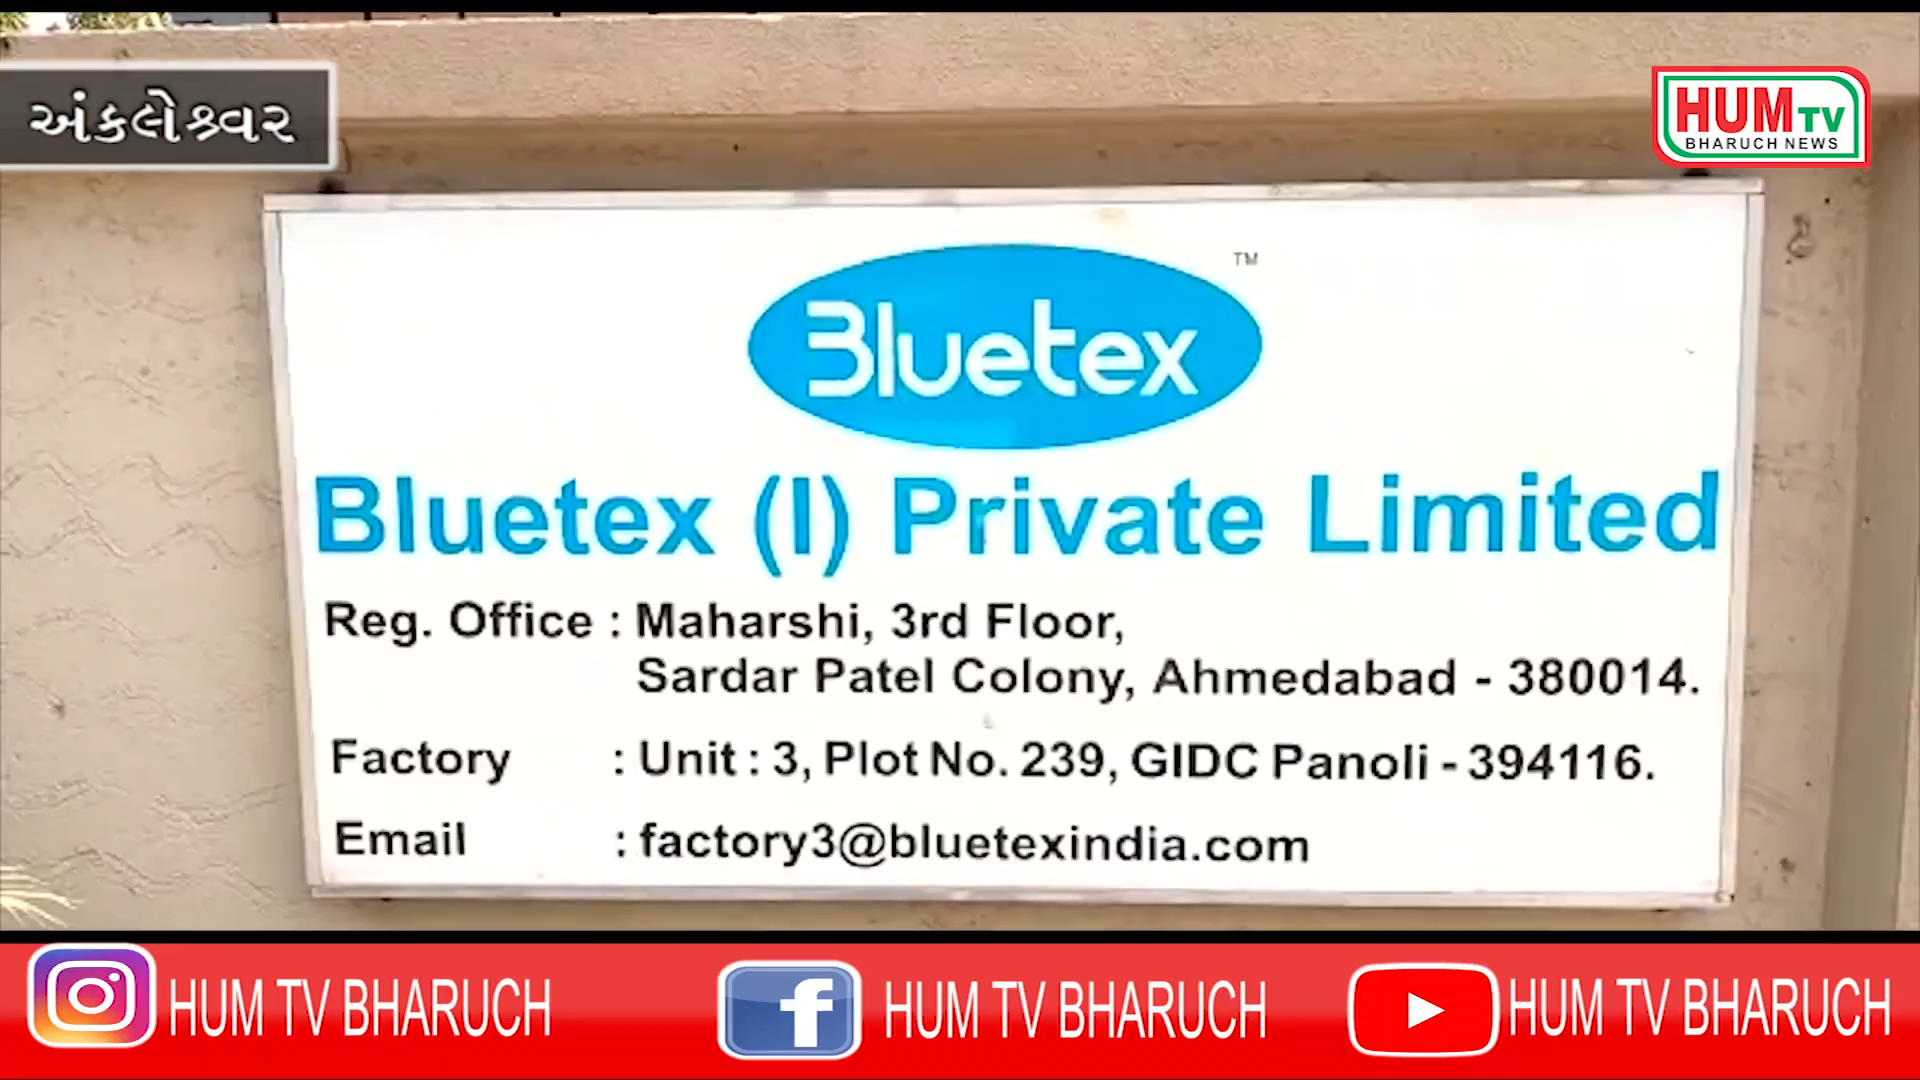 અંકલેશ્વર
HUM TV
BHARUCH NEWS
Bluetex TM
Bluetex (I) Private Limited
Reg. Office : Maharshi, 3rd Floor,
Sardar Patel Colony, Ahmedabad - 380014.
Factory : Unit : 3, Plot No. 239, GIDC Panoli - 394116.
Email : factory3@bluetexindia.com
HUM TV BHARUCH f HUM TV BHARUCH HUM TV BHARUCH